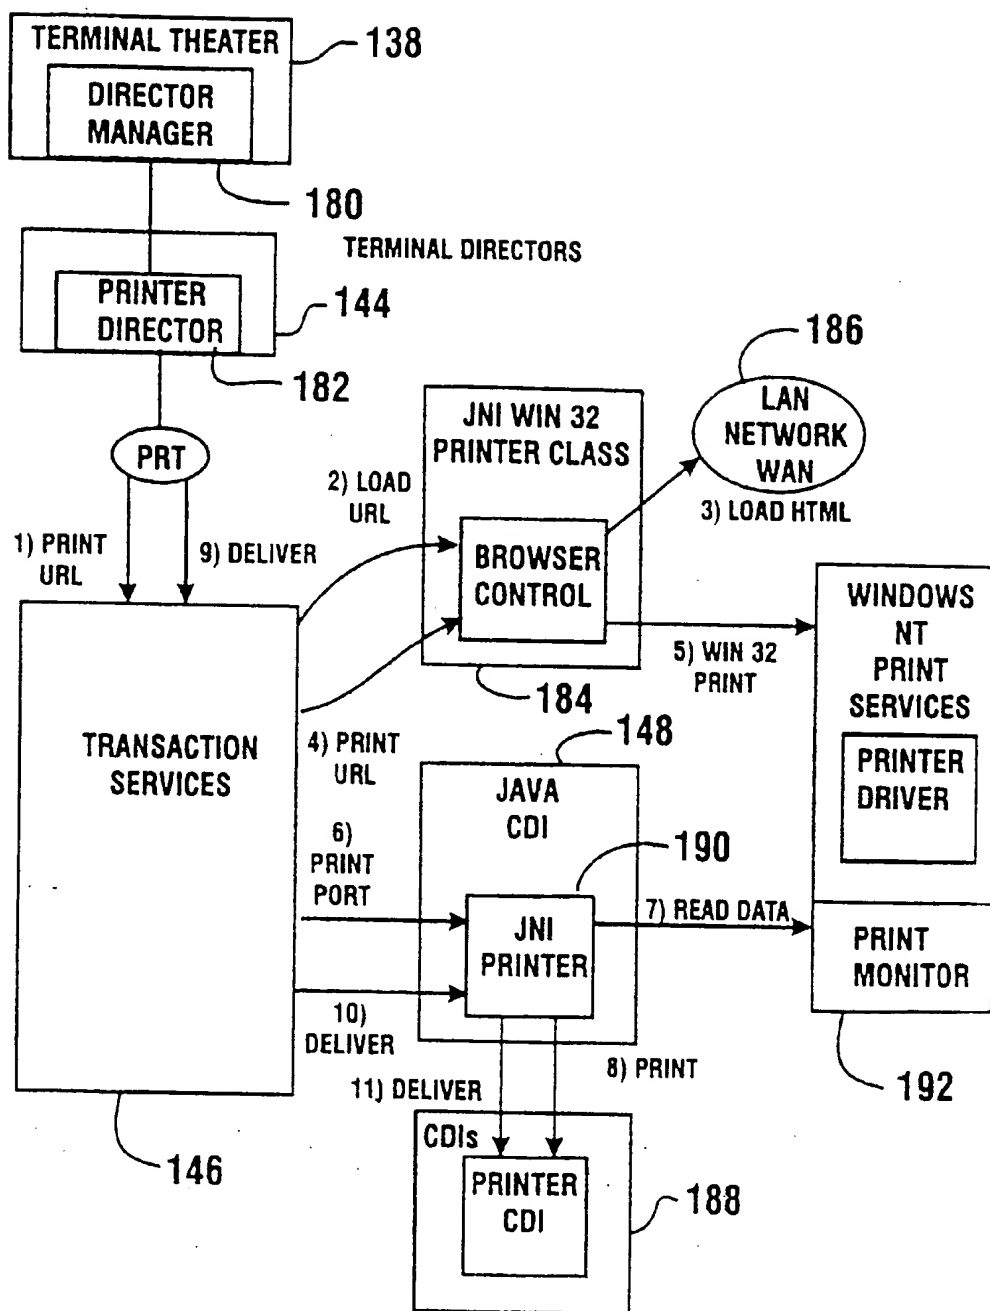 TERMINAL THEATER
138
DIRECTOR
MANAGER
180
TERMINAL DIRECTORS
PRINTER
DIRECTOR
144
182
PRT
1) PRINT
URL
9) DELIVER
2) LOAD
URL
JNI WIN 32
PRINTER CLASS
BROWSER
CONTROL
184
186
LAN
NETWORK
WAN
3) LOAD HTML
5) WIN 32
PRINT
WINDOWS
NT
PRINT
SERVICES
PRINTER
DRIVER
PRINT
MONITOR
192
TRANSACTION
SERVICES
146
4) PRINT
URL
148
JAVA
CDI
6)
PRINT
PORT
190
JNI
PRINTER
7) READ DATA
10)
DELIVER
8) PRINT
11) DELIVER
CDIs
PRINTER
CDI
188